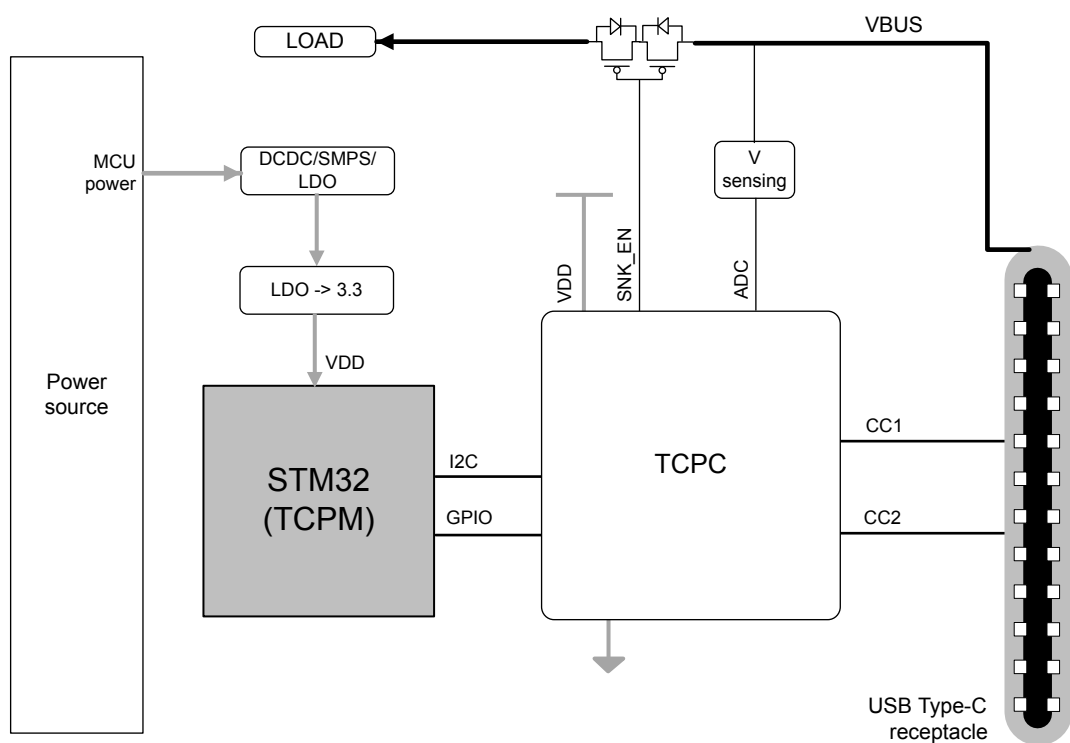 LOAD
VBUS
MCU
power
DCDC/SMPS/
LDO
V
sensing
VDD
SNK_EN
ADC
LDO -> 3.3
VDD
Power
source
STM32
(TCPM)
I2C
GPIO
TCPC
CC1
CC2
USB Type-C
receptacle